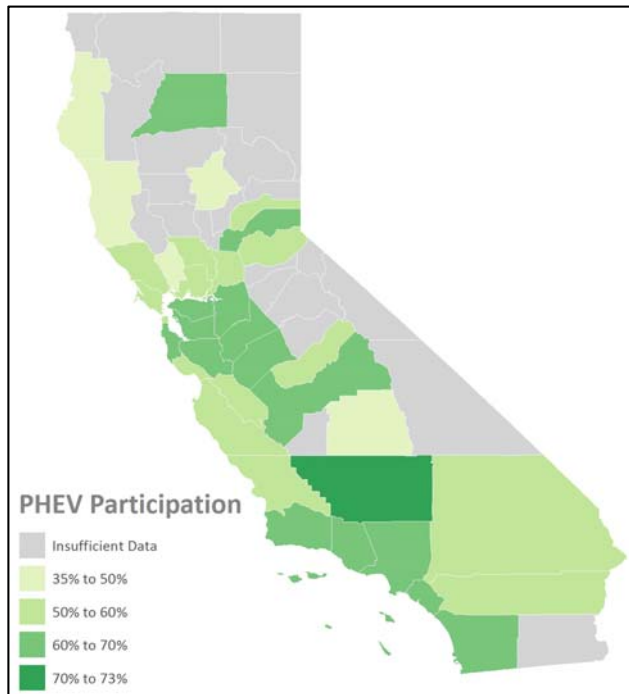 PHEV Participation
Insufficient Data
35% to 50%
50% to 60%
60% to 70%
70% to 73%